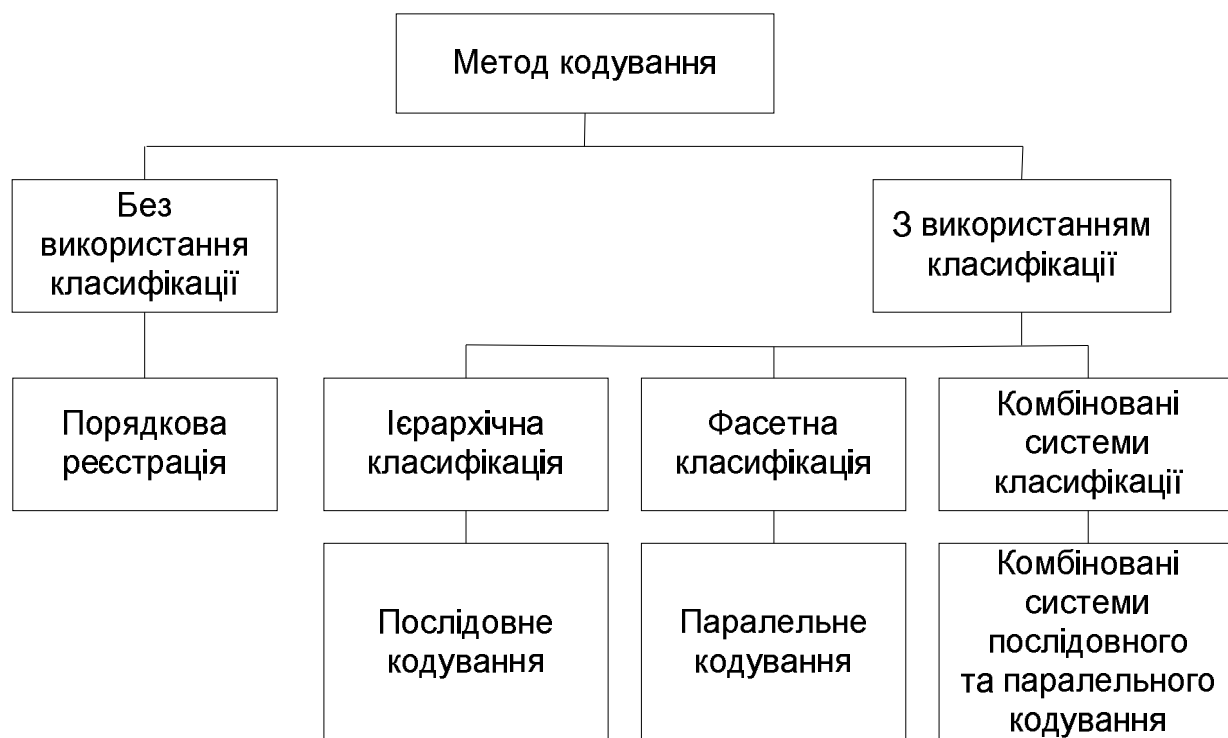 Метод кодування
Без
використання
класифікації
З використанням
класифікації
Порядкова
реєстрація
Ієрархічна
класифікація
Фасетна
класифікація
Комбіновані
системи
класифікації
Послідовне
кодування
Паралельне
кодування
Комбіновані
системи
послідовного
та паралельного
кодування